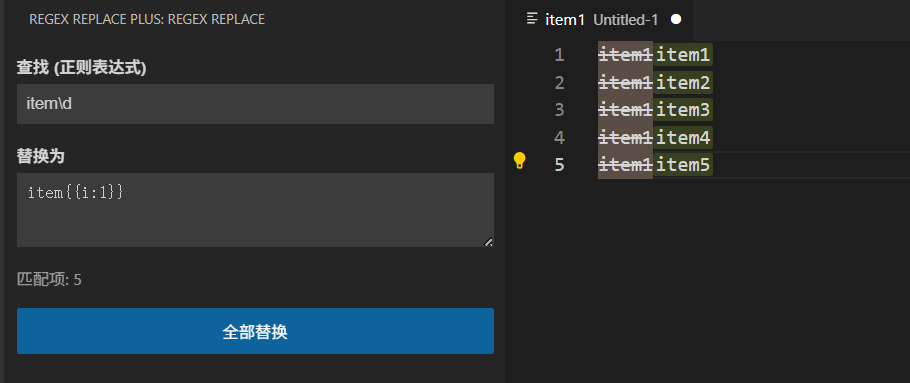 REGEX REPLACE PLUS: REGEX REPLACE
查找 (正则表达式)
item\d
替换为
item{{i:1}}
匹配项: 5
全部替换
item1 Untitled-1
1 item1item1
2 item1item2
3 item1item3
4 item1item4
5 item1item5